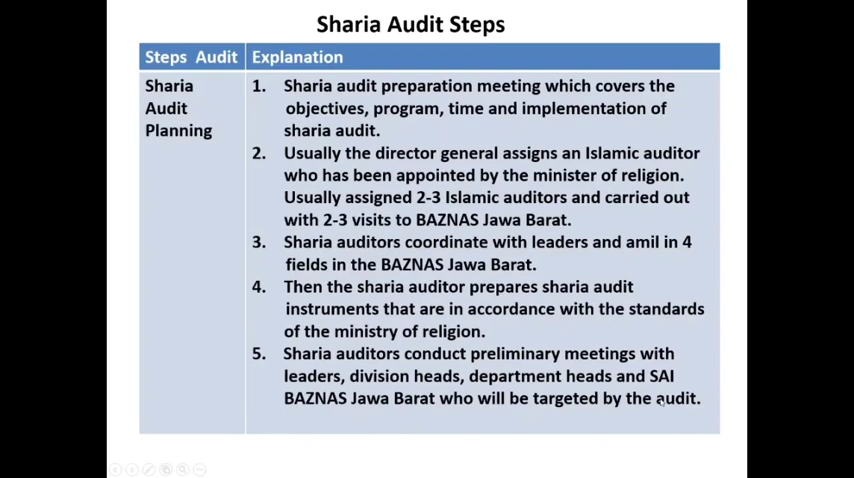 Sharia Audit Steps
Steps Audit
Explanation
Sharia
Audit
Planning
1. Sharia audit preparation meeting which covers the
objectives, program, time and implementation of
sharia audit.
2. Usually the director general assigns an Islamic auditor
who has been appointed by the minister of religion.
Usually assigned 2-3 Islamic auditors and carried out
with 2-3 visits to BAZNAS Jawa Barat.
3. Sharia auditors coordinate with leaders and amil in 4
fields in the BAZNAS Jawa Barat.
4. Then the sharia auditor prepares sharia audit
instruments that are in accordance with the standards
of the ministry of religion.
5. Sharia auditors conduct preliminary meetings with
leaders, division heads, department heads and SAI
BAZNAS Jawa Barat who will be targeted by the audit.